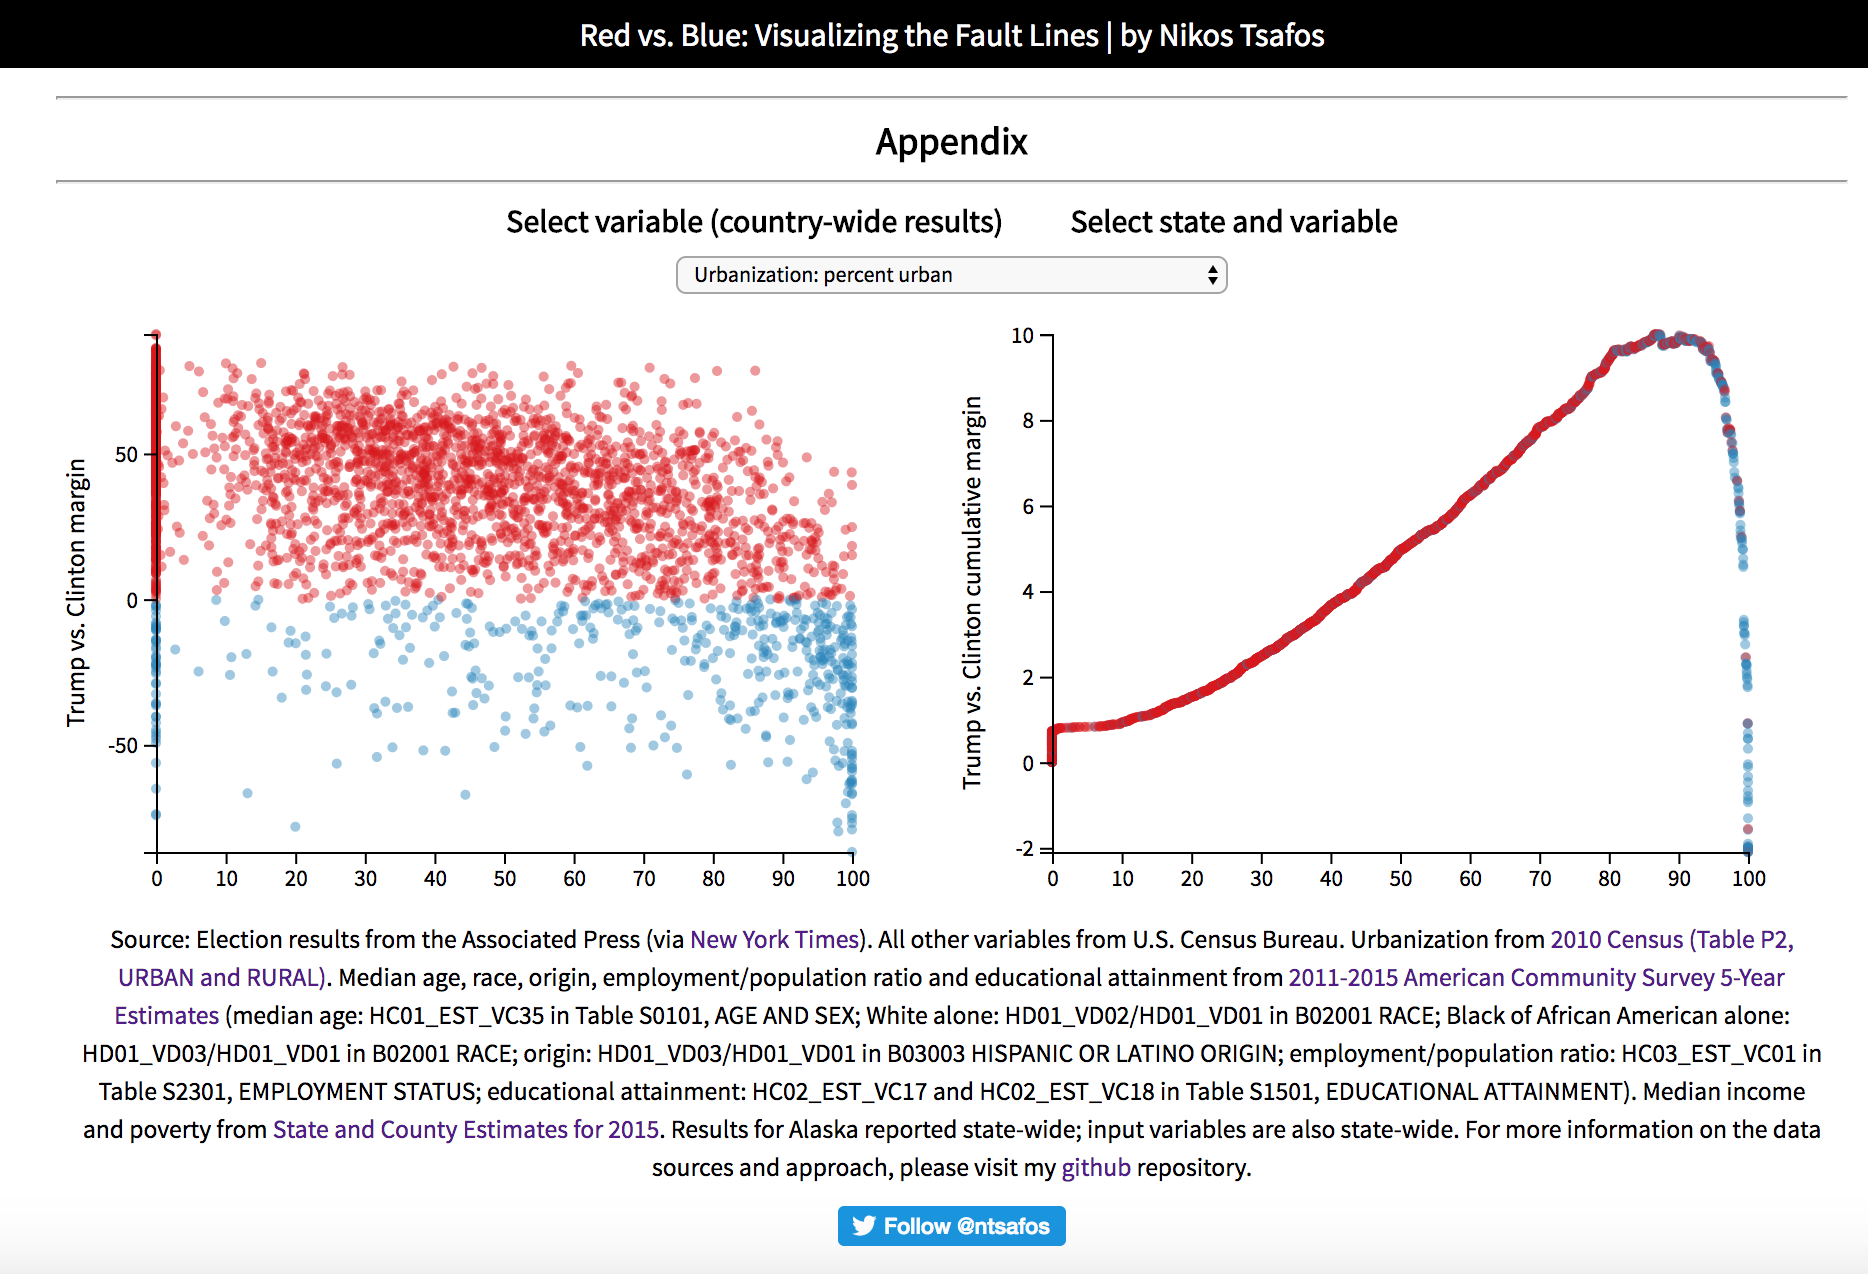 Red vs. Blue: Visualizing the Fault Lines | by Nikos Tsafos
Appendix
Select variable (country-wide results)
Select state and variable
Urbanization: percent urban
Trump vs. Clinton margin
50
0
-50
0 10 20 30 40 50 60 70 80 90 100
Trump vs. Clinton cumulative margin
10
8
6
4
2
0
-2
0 10 20 30 40 50 60 70 80 90 100
Source: Election results from the Associated Press (via New York Times). All other variables from U.S. Census Bureau. Urbanization from 2010 Census (Table P2,
URBAN and RURAL). Median age, race, origin, employment/population ratio and educational attainment from 2011-2015 American Community Survey 5-Year
Estimates (median age: HC01_EST_VC35 in Table S0101, AGE AND SEX; White alone: HD01_VD02/HD01_VD01 in B02001 RACE; Black of African American alone:
HD01_VD03/HD01_VD01 in B02001 RACE; origin: HD01_VD03/HD01_VD01 in B03003 HISPANIC OR LATINO ORIGIN; employment/population ratio: HC03_EST_VC01 in
Table S2301, EMPLOYMENT STATUS; educational attainment: HC02_EST_VC17 and HC02_EST_VC18 in Table S1501, EDUCATIONAL ATTAINMENT). Median income
and poverty from State and County Estimates for 2015. Results for Alaska reported state-wide; input variables are also state-wide. For more information on the data
sources and approach, please visit my github repository.
Follow @ntsafos